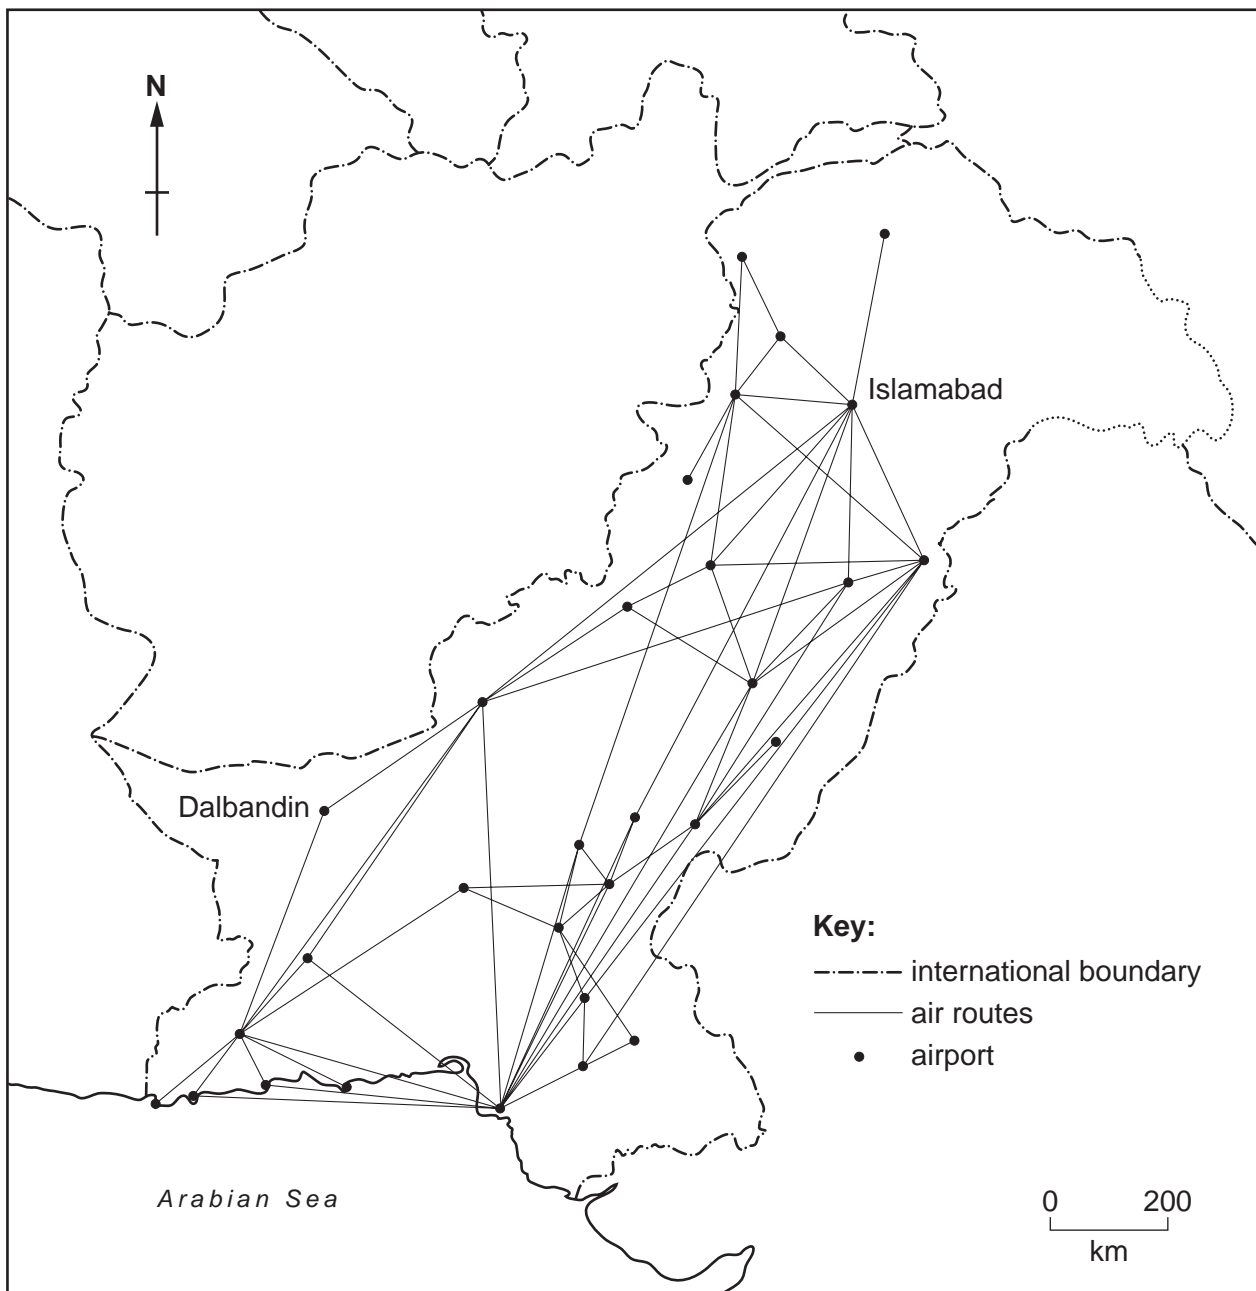 N
Islamabad
Dalbandin
Key:
international boundary
air routes
airport
Arabian Sea
0 200
km